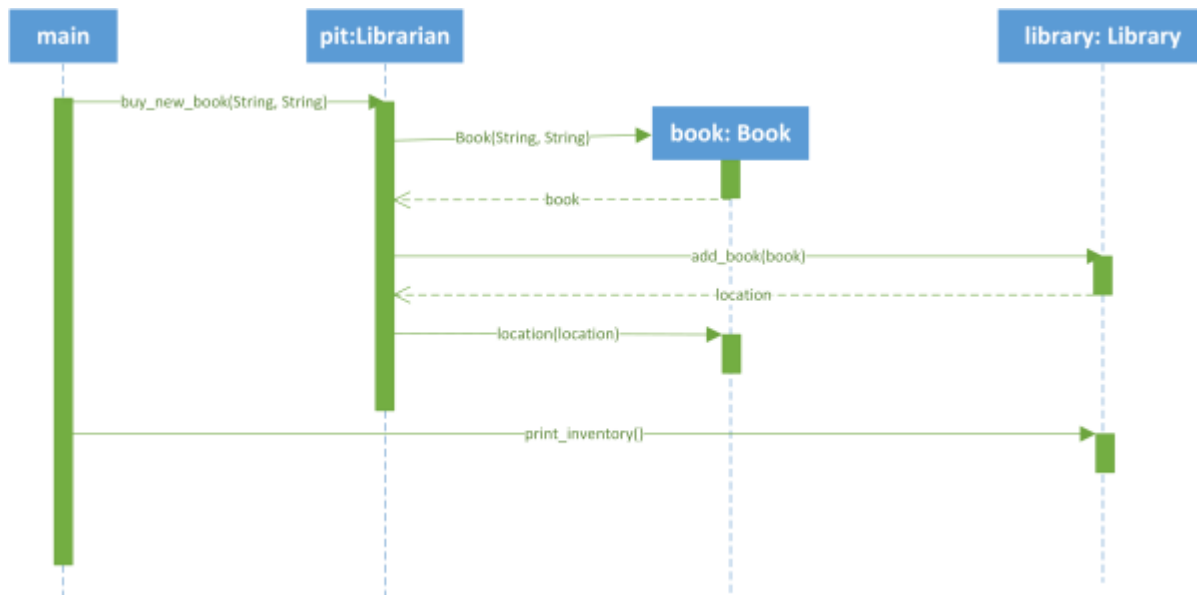 main
pit:Librarian
library: Library
buy_new_book(String, String)
Book(String, String)
book: Book
book
add_book(book)
location
location(location)
print_inventory()